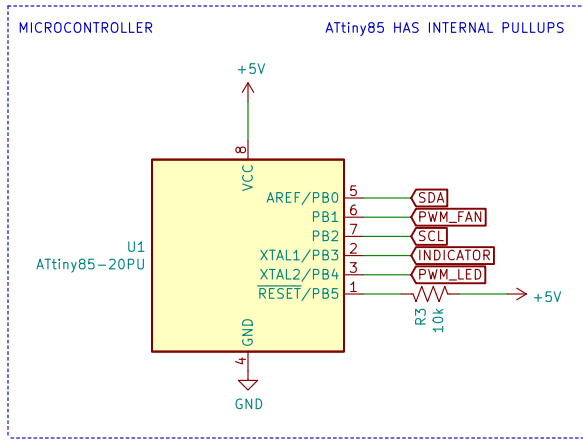 MICROCONTROLLER
ATtiny85 HAS INTERNAL PULLUPS
+5V
8
VCC
AREF/PB0 5 SDA
PB1 6 PWM_FAN
PB2 7 SCL
XTAL1/PB3 2 INDICATOR
XTAL2/PB4 3 PWM_LED
RESET/PB5 1
U1
ATtiny85-20PU
R3
10k
+5V
GND
4
GND